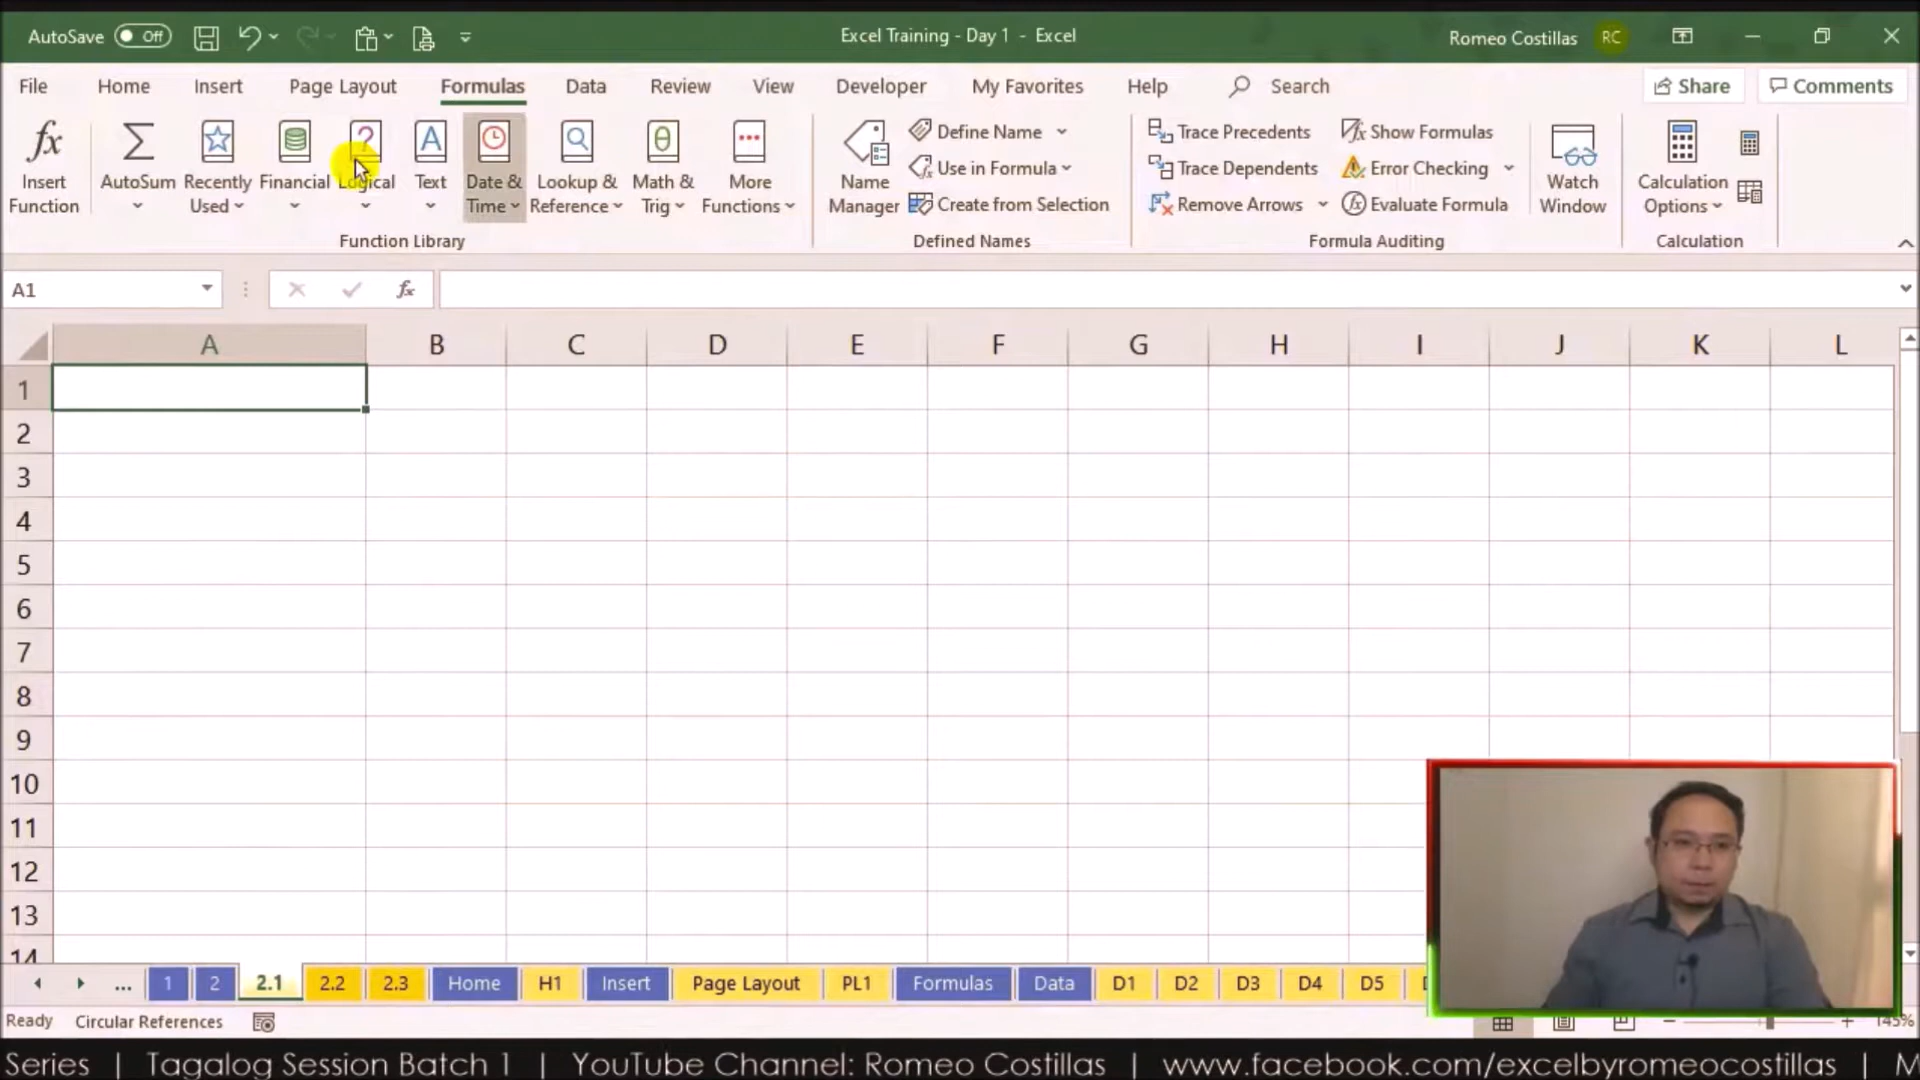 AutoSave Off Excel Training - Day 1 - Excel Romeo Costillas RC
File Home Insert Page Layout Formulas Data Review View Developer My Favorites Help Search Share Comments
Insert Function
AutoSum
Recently Used
Financial
Logical
Text
Date & Time
Lookup & Reference
Math & Trig
More Functions
Function Library
Name Manager
Define Name
Use in Formula
Create from Selection
Defined Names
Trace Precedents
Trace Dependents
Remove Arrows
Show Formulas
Error Checking
Evaluate Formula
Formula Auditing
Watch Window
Calculation Options
Calculation
A1
A B C D E F G H I J K L
1
2
3
4
5
6
7
8
9
10
11
12
13
14
... 1 2 2.1 2.2 2.3 Home H1 Insert Page Layout PL1 Formulas Data D1 D2 D3 D4 D5
Ready Circular References 145%
Series | Tagalog Session Batch 1 | YouTube Channel: Romeo Costillas | www.facebook.com/excelbyromeocostillas | M